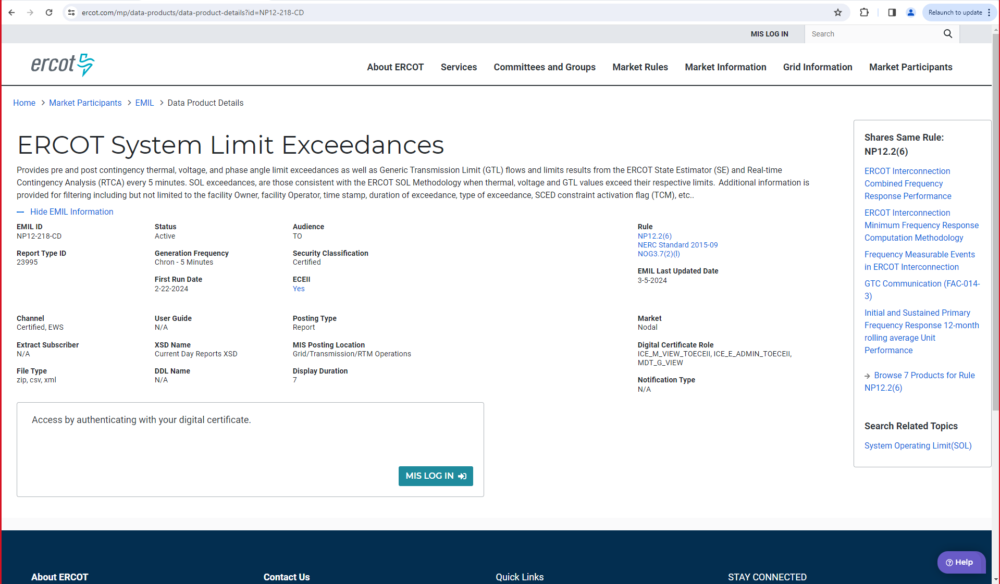 ercot.com/mp/data-products/data-product-details?id=NP12-218-CD
Relaunch to update
MIS LOG IN
Search
ercot
About ERCOT
Services
Committees and Groups
Market Rules
Market Information
Grid Information
Market Participants
Home > Market Participants > EMIL > Data Product Details
ERCOT System Limit Exceedances
Provides pre and post contingency thermal, voltage, and phase angle limit exceedances as well as Generic Transmission Limit (GTL) flows and limits results from the ERCOT State Estimator (SE) and Real-time
Contingency Analysis (RTCA) every 5 minutes. SOL exceedances, are those consistent with the ERCOT SOL Methodology when thermal, voltage and GTL values exceed their respective limits. Additional information is
provided for filtering including but not limited to the facility Owner, facility Operator, time stamp, duration of exceedance, type of exceedance, SCED constraint activation flag (TCM), etc..
Hide EMIL Information
EMIL ID
NP12-218-CD
Report Type ID
23995
Status
Active
Generation Frequency
Chron - 5 Minutes
First Run Date
2-22-2024
Audience
TO
Security Classification
Certified
ECEII
Yes
Rule
NP12.2(6)
NERC Standard 2015-09
NOG3.7(2)(l)
EMIL Last Updated Date
3-5-2024
Channel
Certified, EWS
Extract Subscriber
N/A
File Type
zip, csv, xml
User Guide
N/A
XSD Name
Current Day Reports XSD
DDL Name
N/A
Posting Type
Report
MIS Posting Location
Grid/Transmission/RTM Operations
Display Duration
7
Market
Nodal
Digital Certificate Role
ICE_M_VIEW_TOECEII, ICE_E_ADMIN_TOECEII,
MDT_G_VIEW
Notification Type
N/A
Access by authenticating with your digital certificate.
MIS LOG IN
Shares Same Rule:
NP12.2(6)
ERCOT Interconnection
Combined Frequency
Response Performance
ERCOT Interconnection
Minimum Frequency Response
Computation Methodology
Frequency Measurable Events
in ERCOT Interconnection
GTC Communication (FAC-014-
3)
Initial and Sustained Primary
Frequency Response 12-month
rolling average Unit
Performance
Browse 7 Products for Rule
NP12.2(6)
Search Related Topics
System Operating Limit(SOL)
Help
About ERCOT
Contact Us
Quick Links
STAY CONNECTED